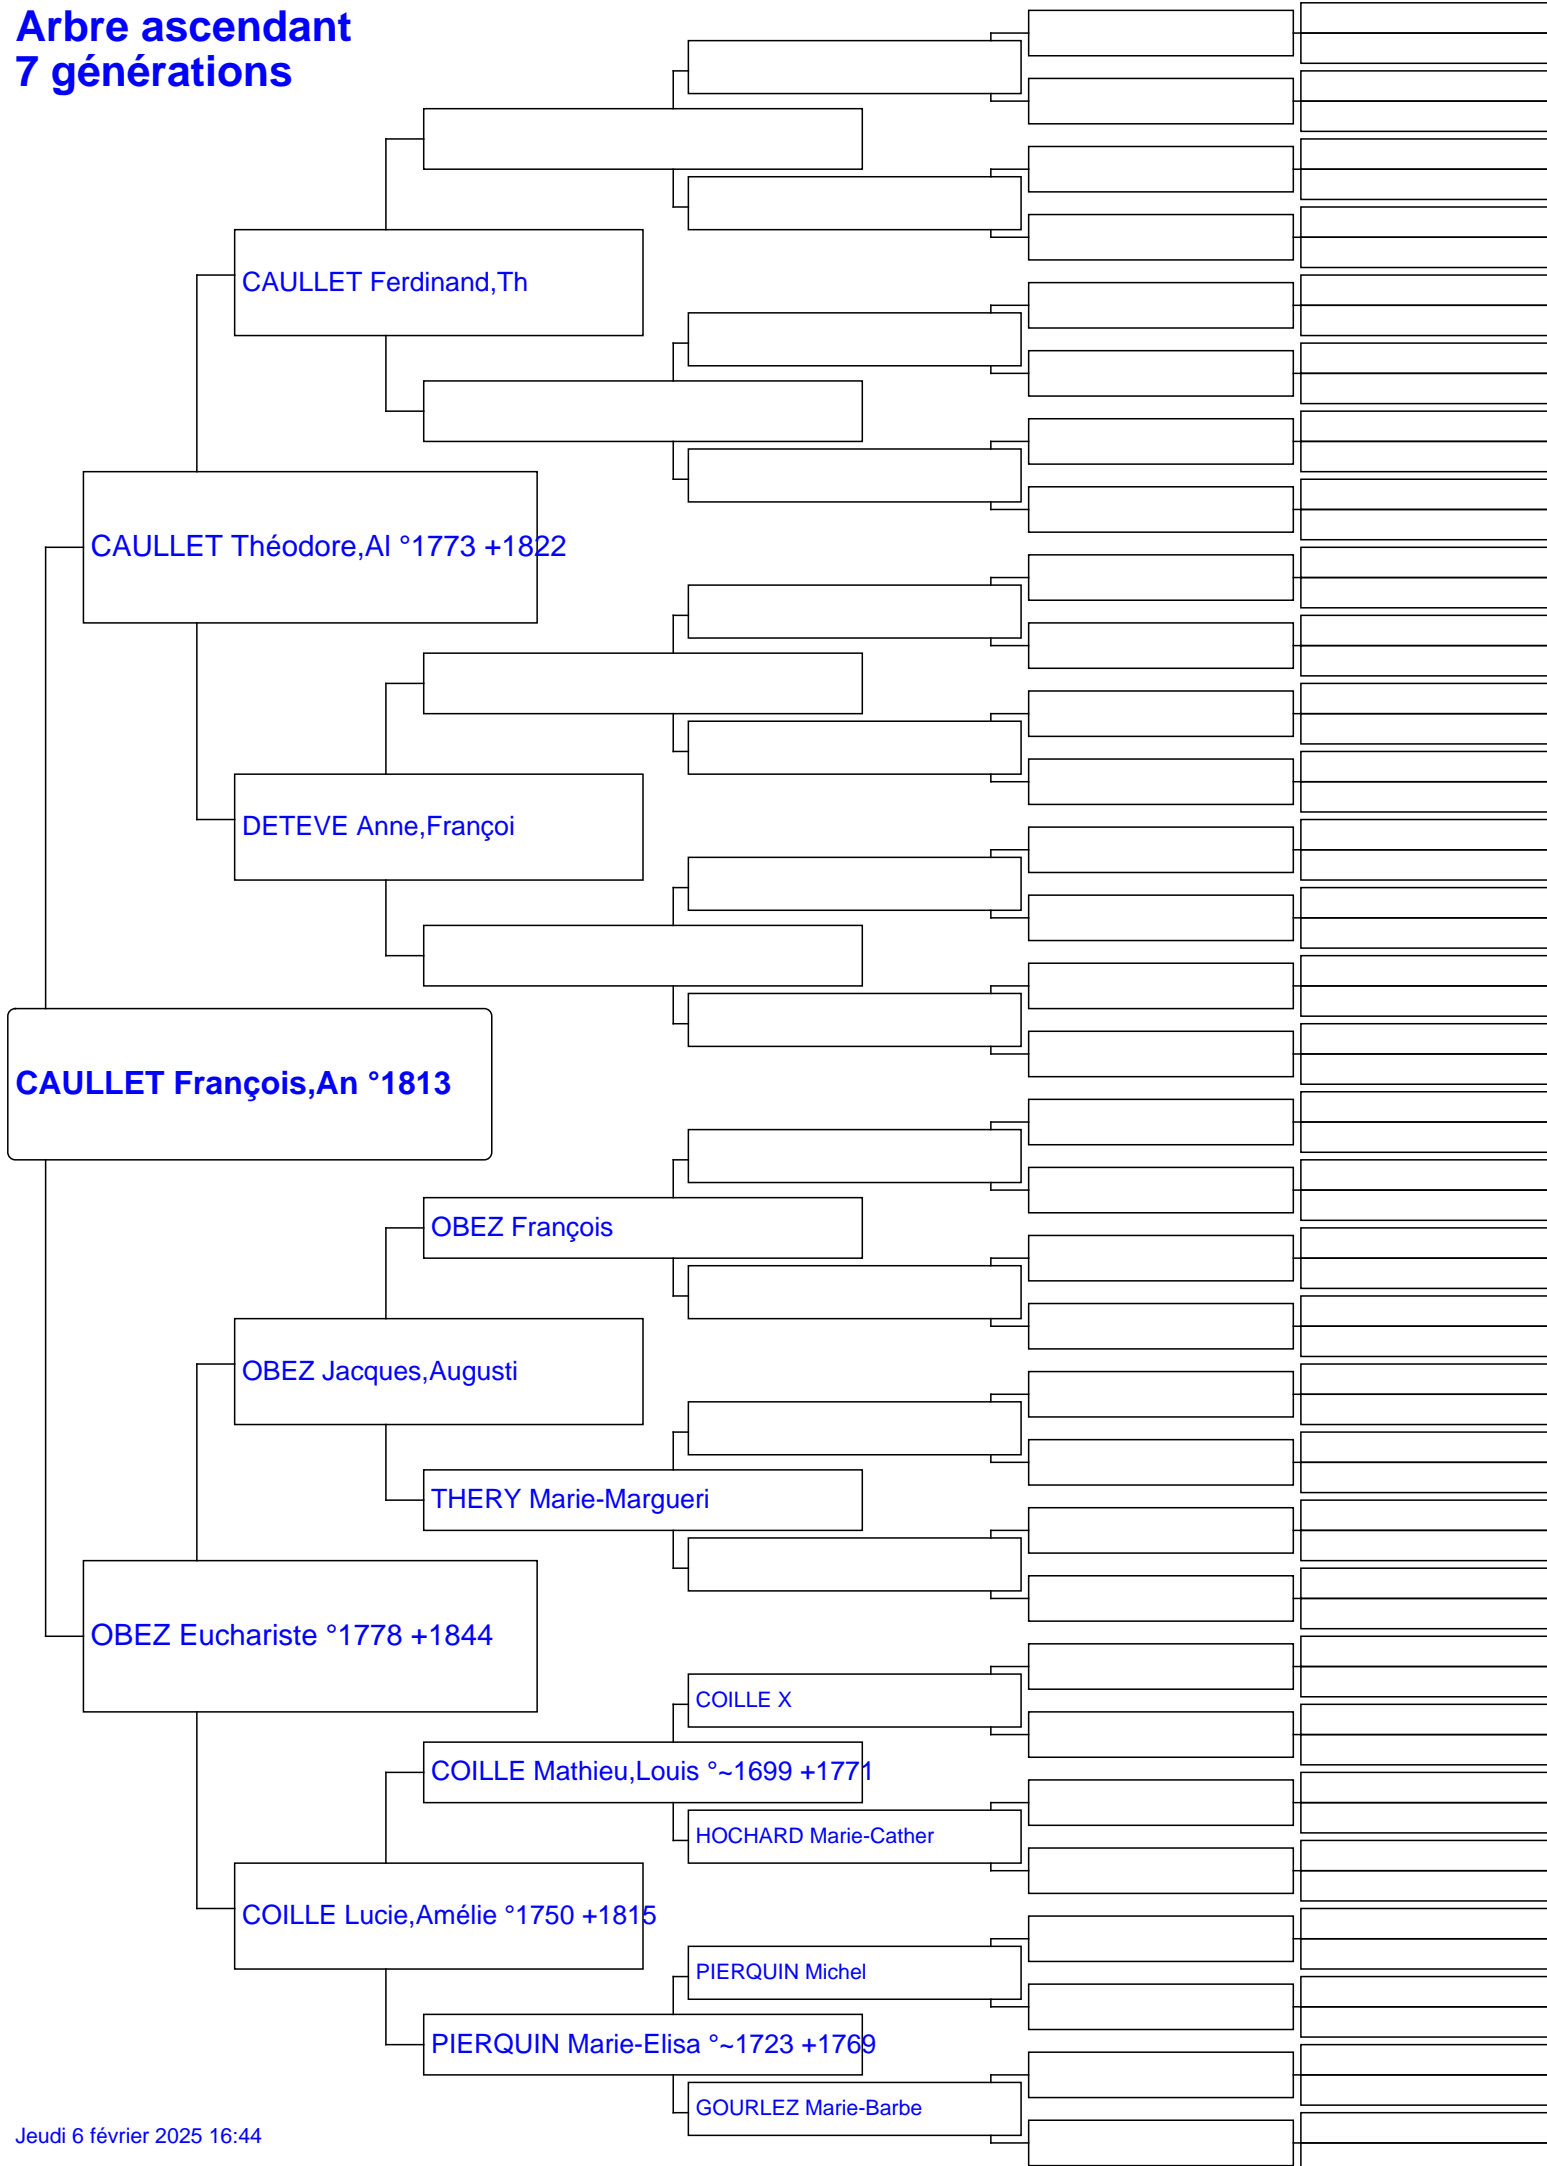 Arbre ascendant
7 générations
CAULLET Ferdinand,Th
CAULLET Théodore,Al °1773 +1822
DETEVE Anne,Françoi
CAULLET François,An °1813
OBEZ François
OBEZ Jacques,Augusti
THERY Marie-Margueri
OBEZ Euchariste °1778 +1844
COILLE X
COILLE Mathieu,Louis °~1699 +1771
HOCHARD Marie-Cather
COILLE Lucie,Amélie °1750 +1815
PIERQUIN Michel
PIERQUIN Marie-Elisa °~1723 +1769
GOURLEZ Marie-Barbe
Jeudi 6 février 2025 16:44